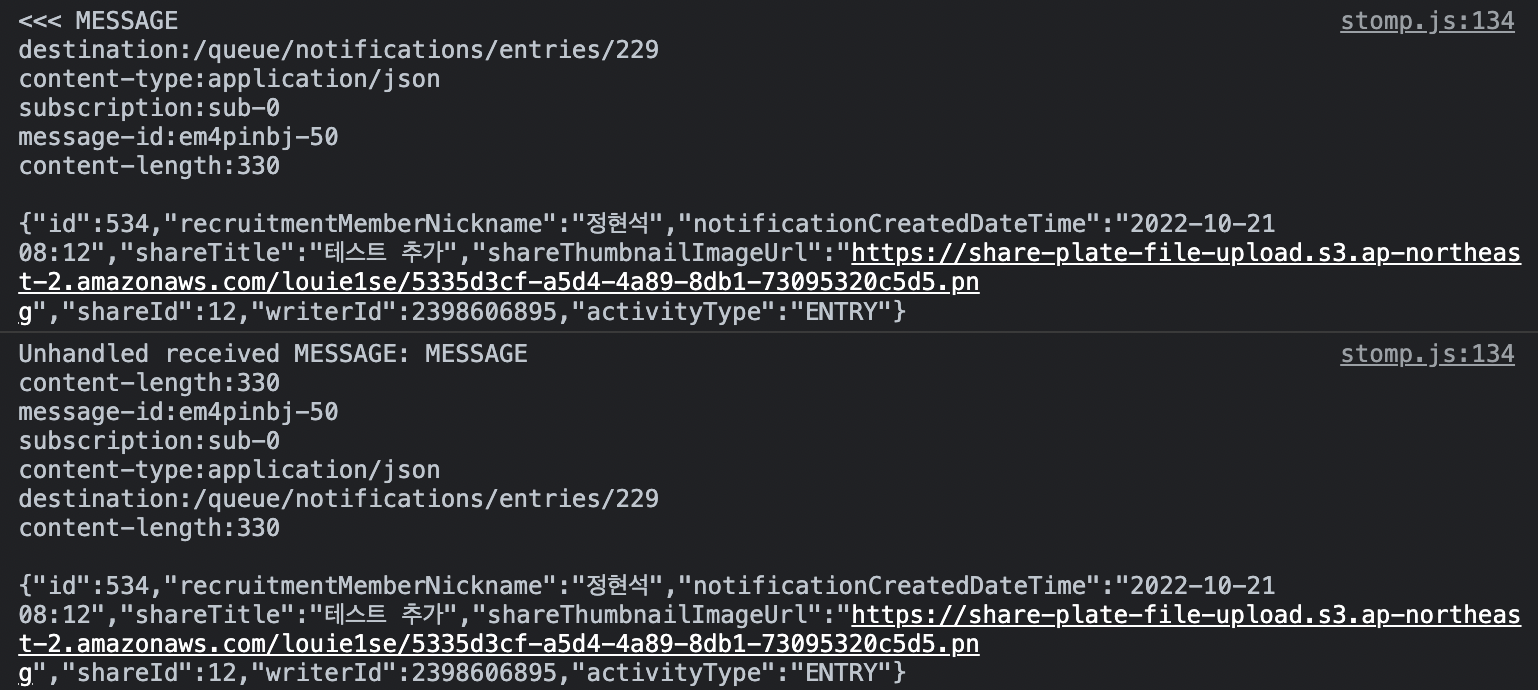 <<< MESSAGE stomp.js:134
destination:/queue/notifications/entries/229
content-type:application/json
subscription:sub-0
message-id:em4pinbj-50
content-length:330
{"id":534,"recruitmentMemberNickname":"정현석","notificationCreatedDateTime":"2022-10-21
08:12","shareTitle":"테스트 추가","shareThumbnailImageUrl":"https://share-plate-file-upload.s3.ap-northeas
t-2.amazonaws.com/louie1se/5335d3cf-a5d4-4a89-8db1-73095320c5d5.pn
g","shareId":12,"writerId":2398606895,"activityType":"ENTRY"}
Unhandled received MESSAGE: MESSAGE stomp.js:134
content-length:330
message-id:em4pinbj-50
subscription:sub-0
content-type:application/json
destination:/queue/notifications/entries/229
content-length:330
{"id":534,"recruitmentMemberNickname":"정현석","notificationCreatedDateTime":"2022-10-21
08:12","shareTitle":"테스트 추가","shareThumbnailImageUrl":"https://share-plate-file-upload.s3.ap-northeas
t-2.amazonaws.com/louie1se/5335d3cf-a5d4-4a89-8db1-73095320c5d5.pn
g","shareId":12,"writerId":2398606895,"activityType":"ENTRY"}